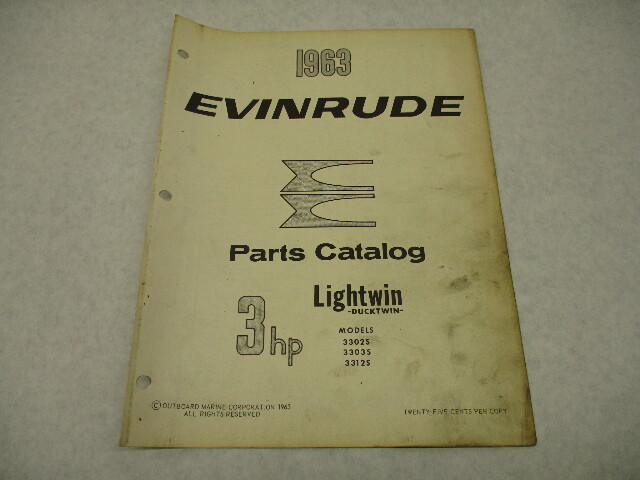 1963
EVINRUDE
Parts Catalog
3hp
Lightwin
-DUCKTWIN-
MODELS
3302S
3303S
3312S
© OUTBOARD MARINE CORPORATION 1963
ALL RIGHTS RESERVED
TWENTY-FIVE CENTS PER COPY